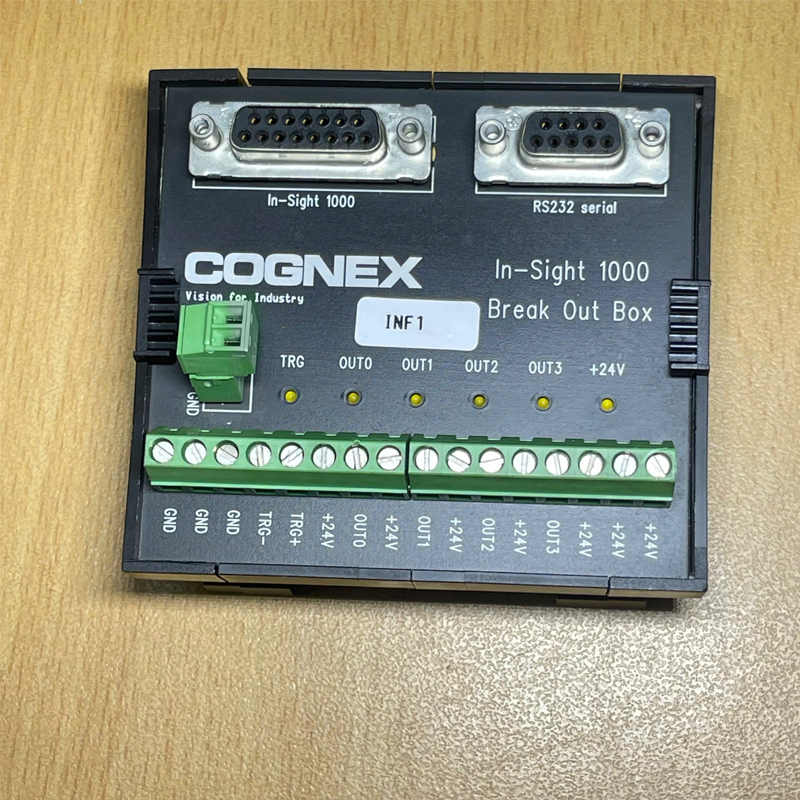 In-Sight 1000
RS232 serial
COGNEX
Vision for Industry
In-Sight 1000
Break Out Box
INF1
TRG OUT0 OUT1 OUT2 OUT3 +24V
GND
GND GND GND TRG- TRG+ +24V OUT0 +24V OUT1 +24V OUT2 +24V OUT3 +24V +24V +24V